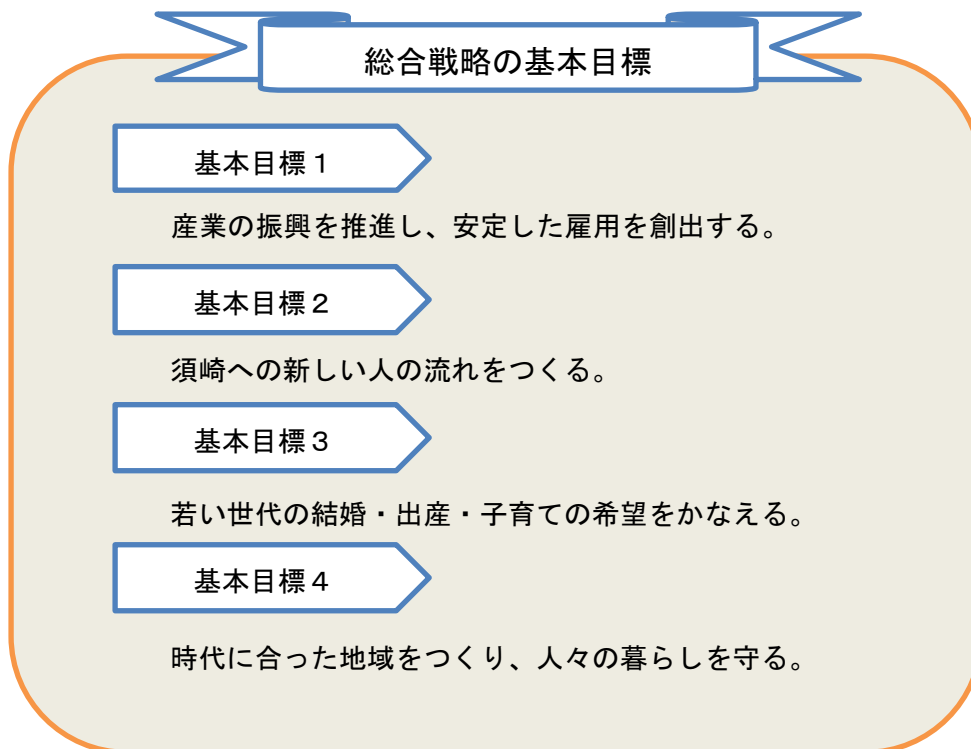 総合戦略の基本目標
基本目標１
産業の振興を推進し、安定した雇用を創出する。
基本目標２
須崎への新しい人の流れをつくる。
基本目標３
若い世代の結婚・出産・子育ての希望をかなえる。
基本目標４
時代に合った地域をつくり、人々の暮らしを守る。